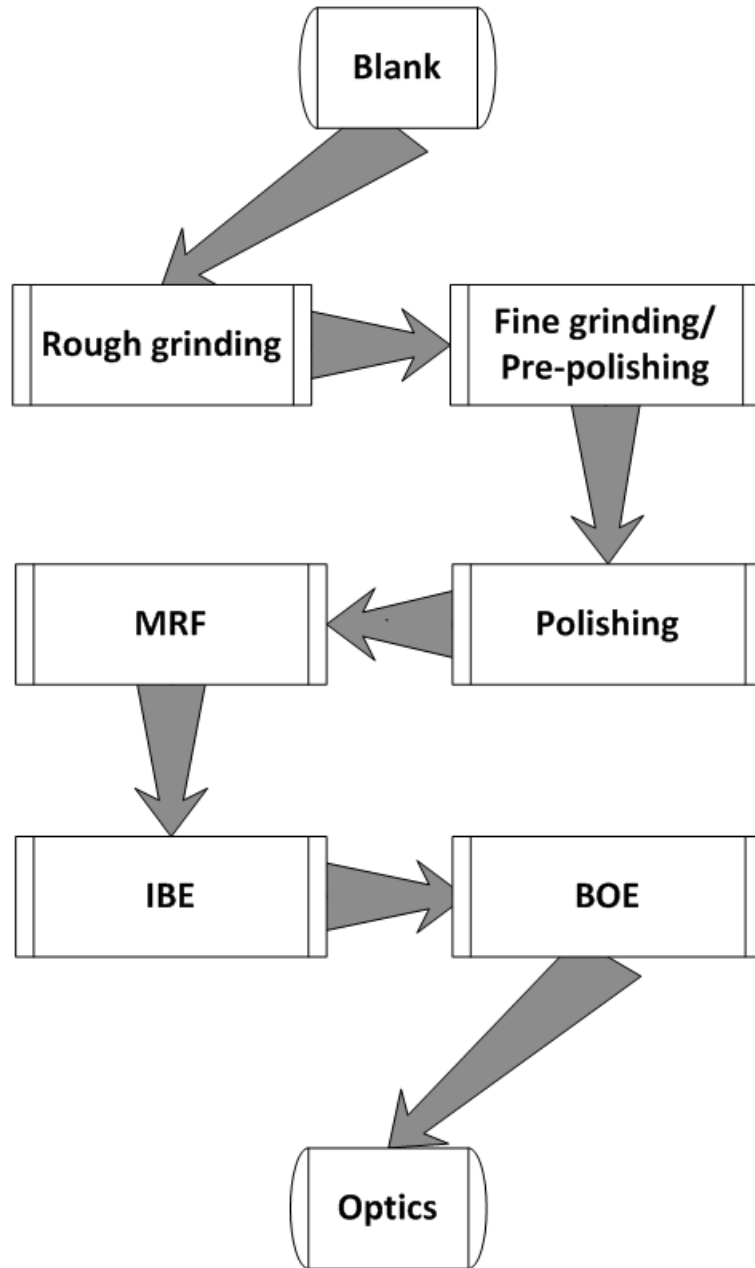 Blank
Rough grinding
Fine grinding/
Pre-polishing
Polishing
MRF
IBE
BOE
Optics